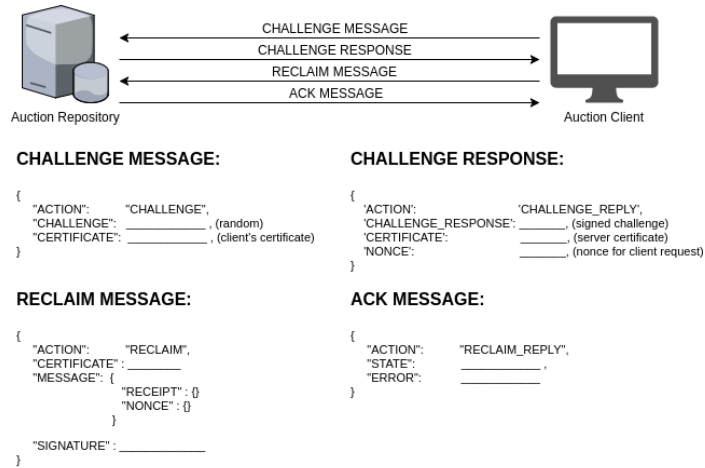 CHALLENGE MESSAGE
CHALLENGE RESPONSE
RECLAIM MESSAGE
ACK MESSAGE
Auction Repository
Auction Client
CHALLENGE MESSAGE:
{
"ACTION": "CHALLENGE",
"CHALLENGE": ____________ , (random)
"CERTIFICATE": ____________ , (client's certificate)
}
CHALLENGE RESPONSE:
{
'ACTION': 'CHALLENGE_REPLY',
'CHALLENGE_RESPONSE': _______, (signed challenge)
'CERTIFICATE': _______, (server certificate)
'NONCE': _______, (nonce for client request)
}
RECLAIM MESSAGE:
{
"ACTION": "RECLAIM",
"CERTIFICATE" : ________
"MESSAGE": {
"RECEIPT" : {}
"NONCE" : {}
}
"SIGNATURE" : _____________
}
ACK MESSAGE:
{
"ACTION": "RECLAIM_REPLY",
"STATE": ____________ ,
"ERROR": ____________
}